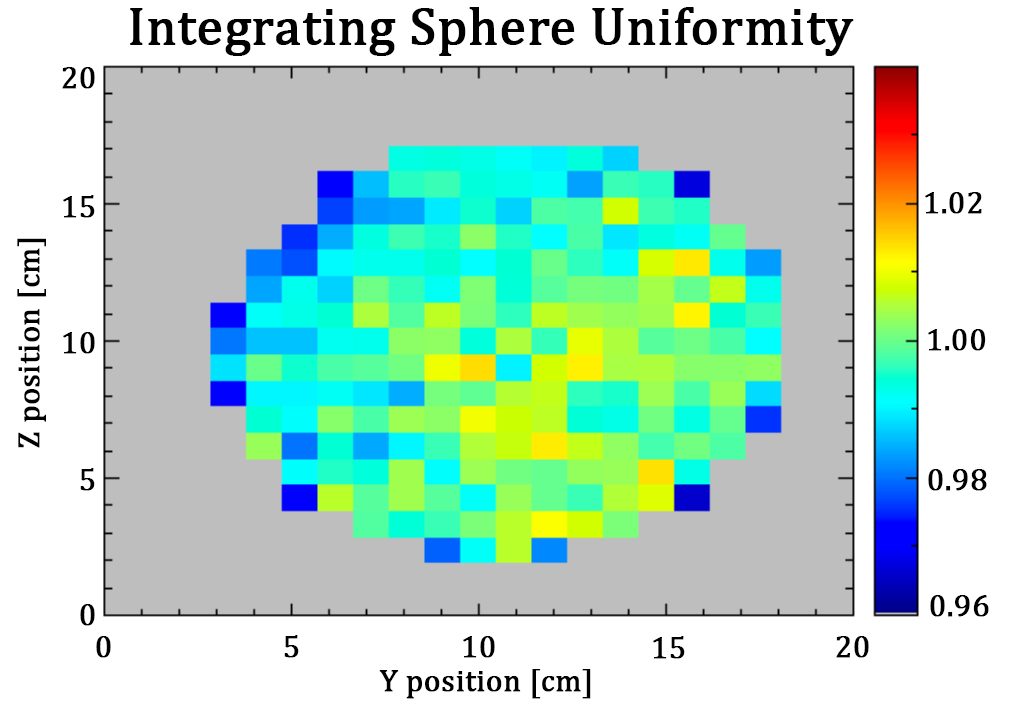 Integrating Sphere Uniformity
20
15
10
5
0
Z position [cm]
0 5 10 15 20
Y position [cm]
1.02
1.00
0.98
0.96